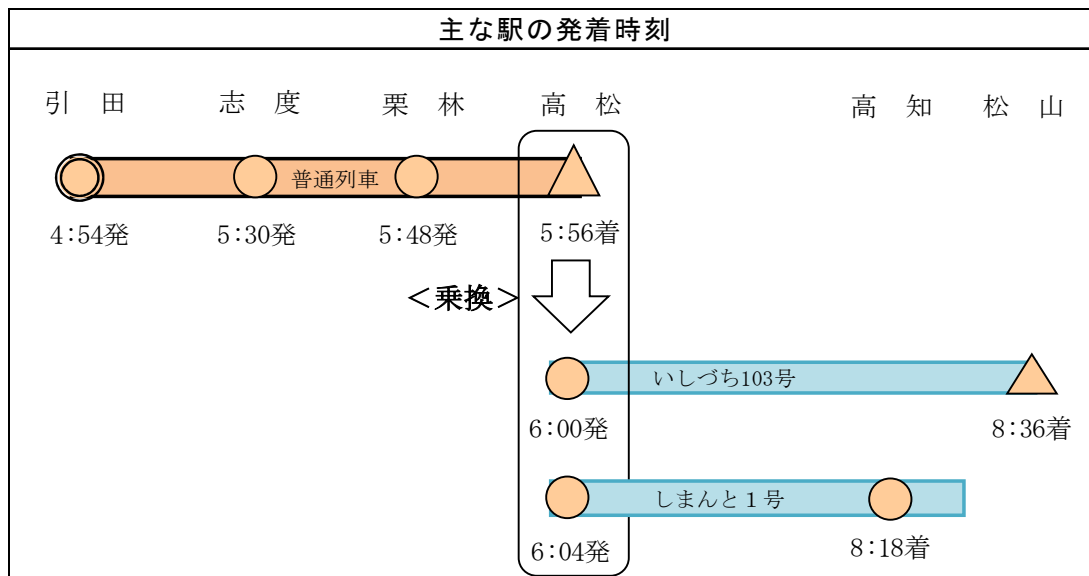 主な駅の発着時刻
引田 志度 栗林 高松 高知 松山
普通列車
4:54発 5:30発 5:48発 5:56着
＜乗換＞
いしづち103号
6:00発 8:36着
しまんと１号
6:04発 8:18着